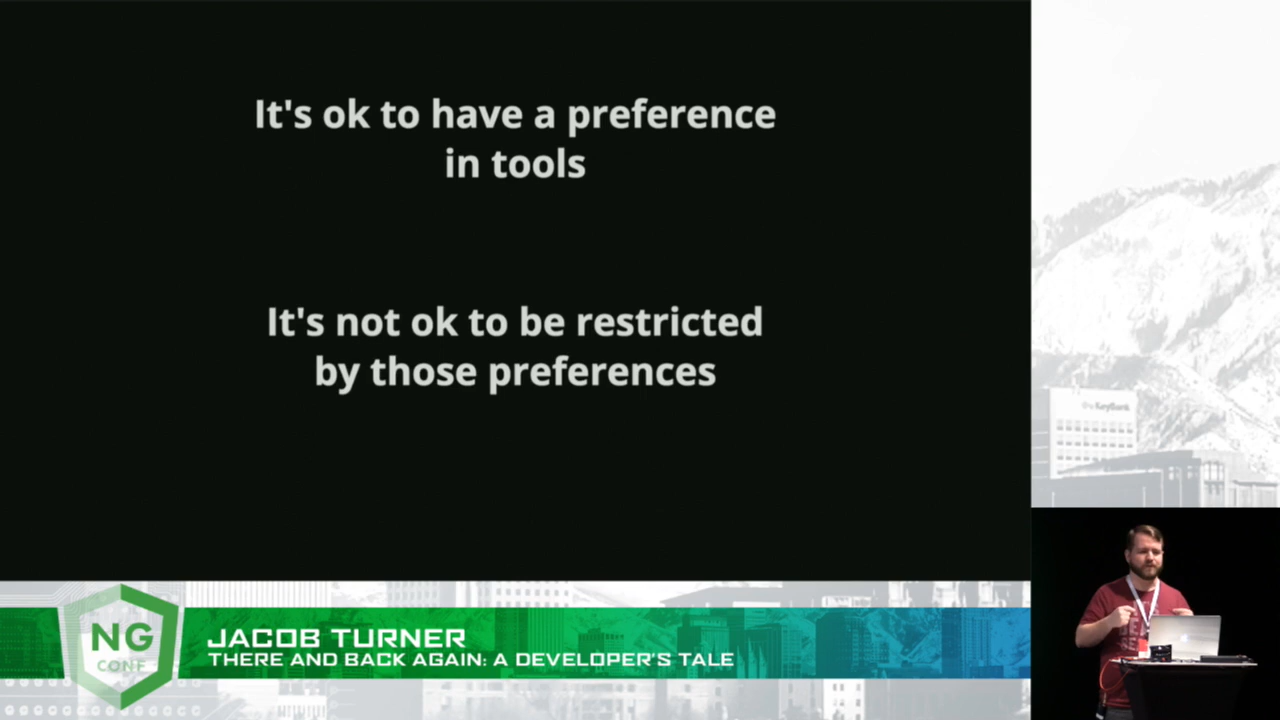 It's ok to have a preference
in tools
It's not ok to be restricted
by those preferences
NG
CONF
JACOB TURNER
THERE AND BACK AGAIN: A DEVELOPER'S TALE
KeyBank